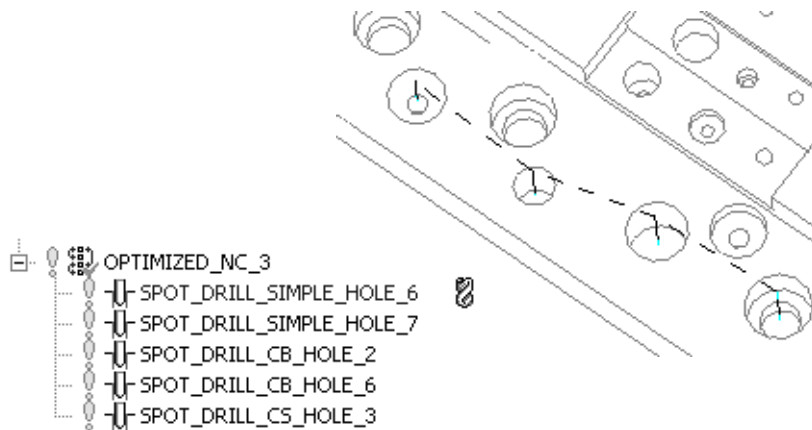 OPTIMIZED_NC_3
SPOT_DRILL_SIMPLE_HOLE_6
SPOT_DRILL_SIMPLE_HOLE_7
SPOT_DRILL_CB_HOLE_2
SPOT_DRILL_CB_HOLE_6
SPOT_DRILL_CS_HOLE_3